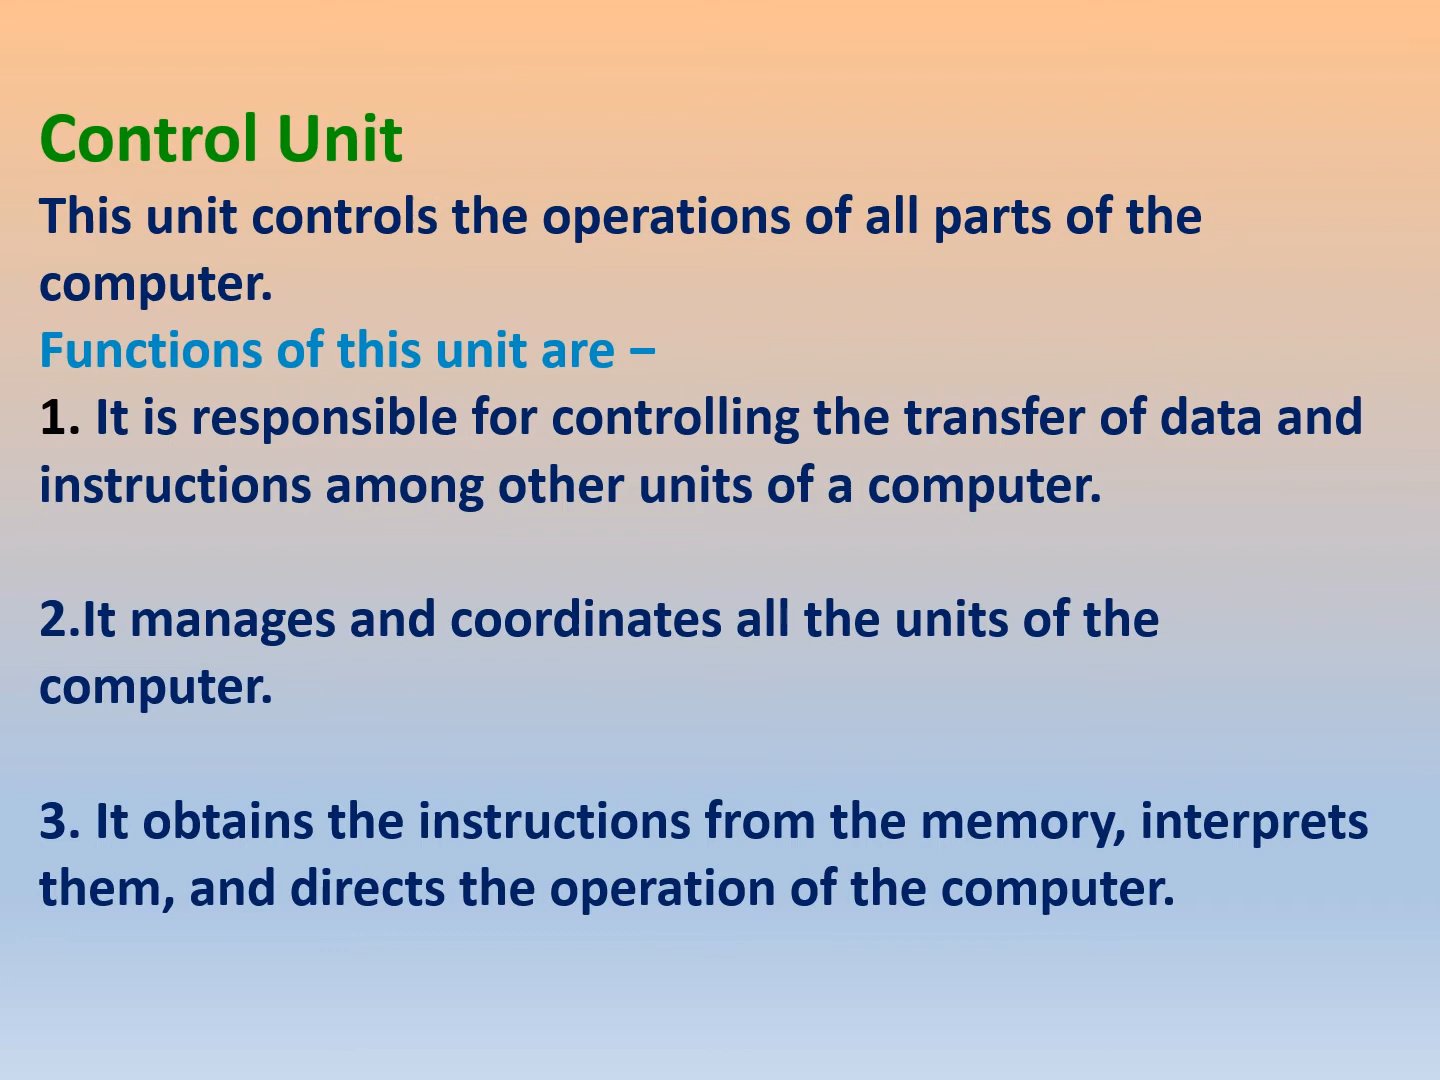 Control Unit
This unit controls the operations of all parts of the
computer.
Functions of this unit are −
1. It is responsible for controlling the transfer of data and
instructions among other units of a computer.
2.It manages and coordinates all the units of the
computer.
3. It obtains the instructions from the memory, interprets
them, and directs the operation of the computer.